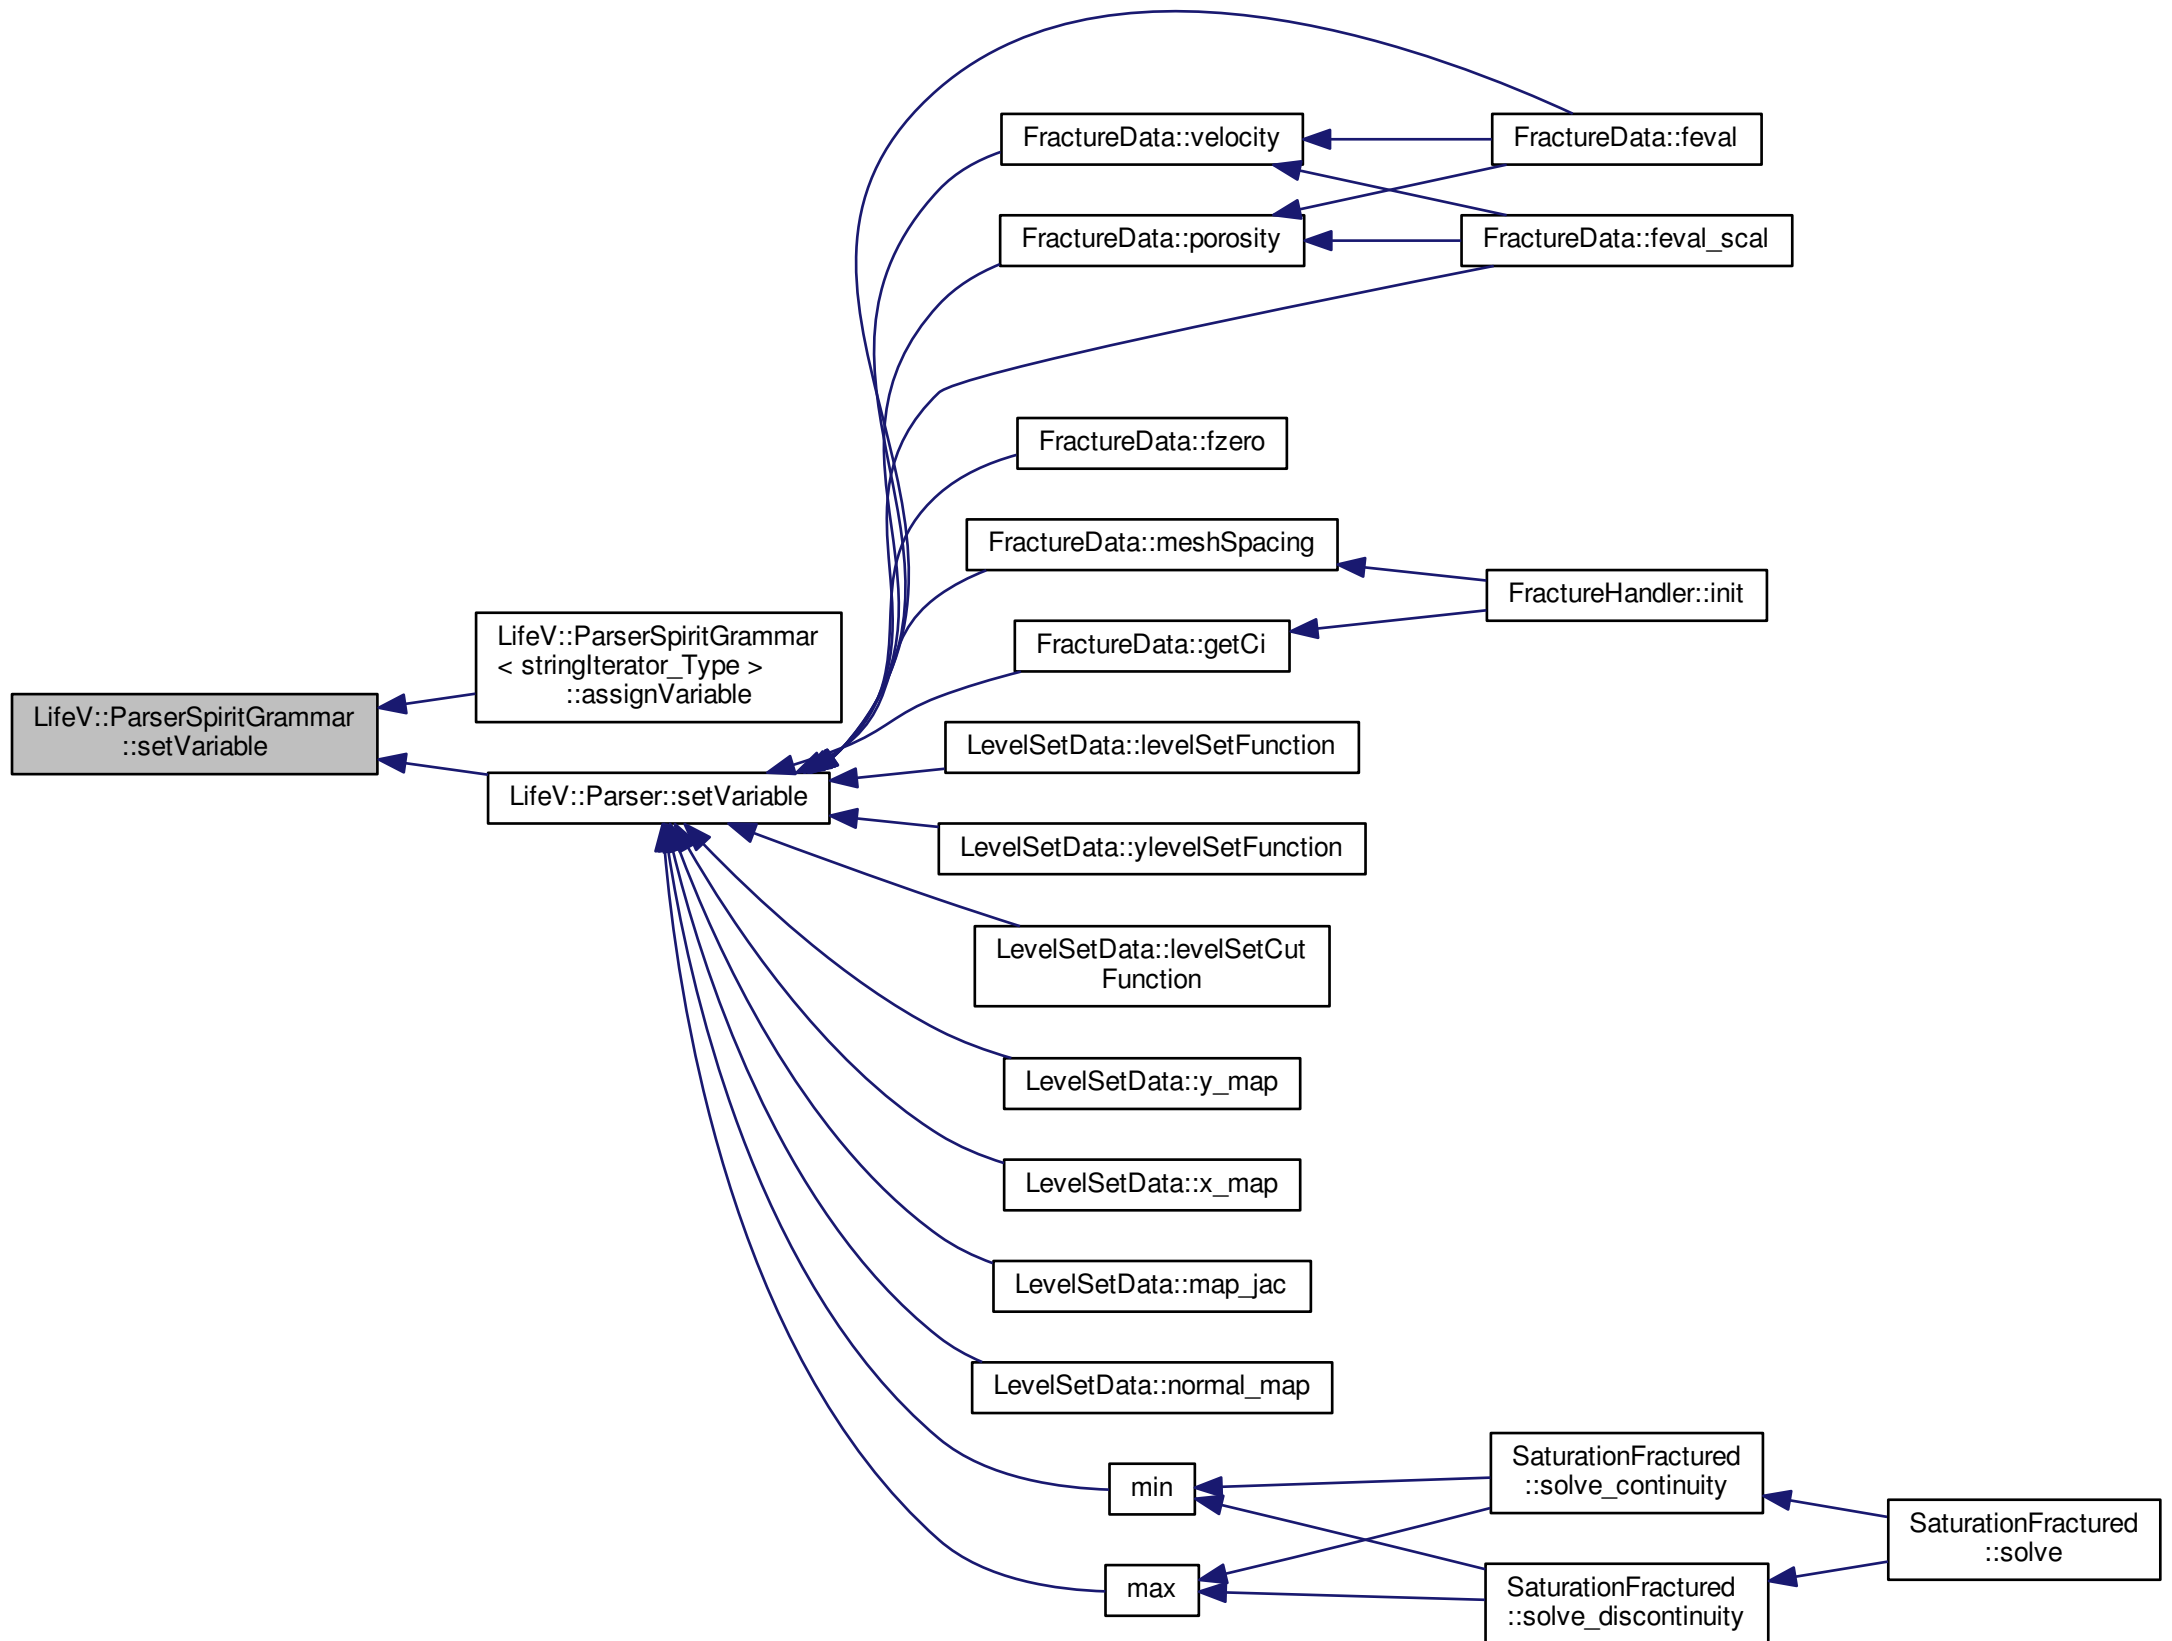 LifeV::ParserSpiritGrammar
::setVariable
LifeV::ParserSpiritGrammar
< stringIterator_Type >
::assignVariable
LifeV::Parser::setVariable
FractureData::velocity
FractureData::feval
FractureData::porosity
FractureData::feval_scal
FractureData::fzero
FractureData::meshSpacing
FractureHandler::init
FractureData::getCi
LevelSetData::levelSetFunction
LevelSetData::ylevelSetFunction
LevelSetData::levelSetCut
Function
LevelSetData::y_map
LevelSetData::x_map
LevelSetData::map_jac
LevelSetData::normal_map
min
max
SaturationFractured
::solve_continuity
SaturationFractured
::solve_discontinuity
SaturationFractured
::solve